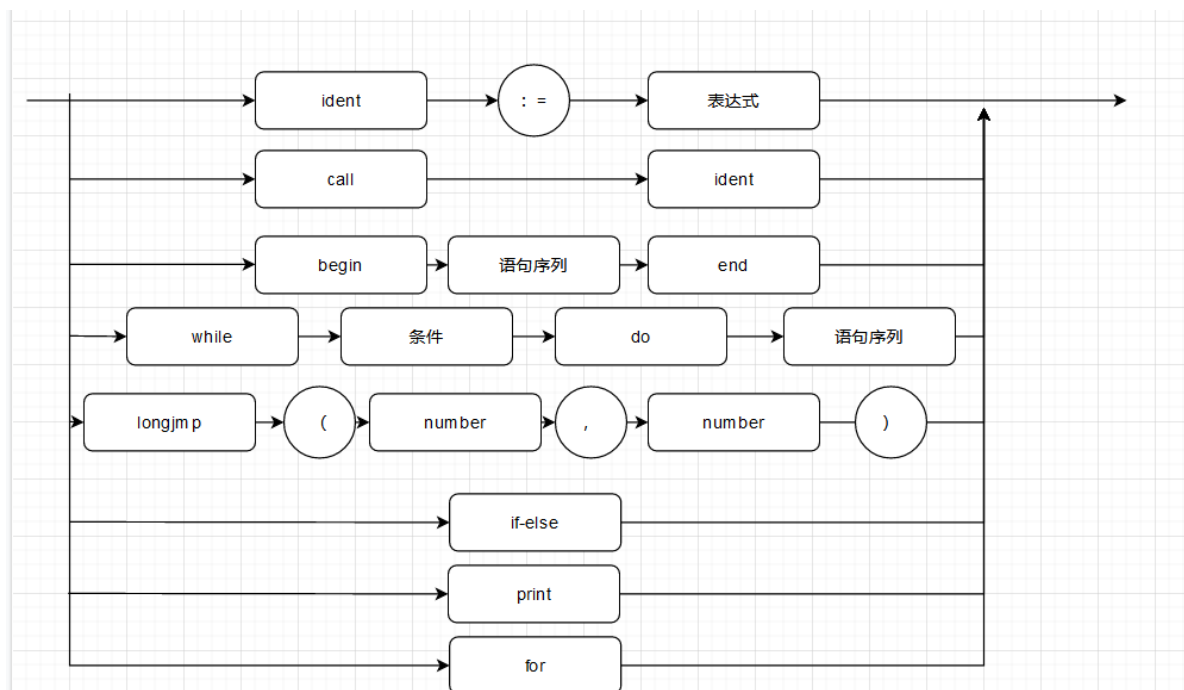 ident := 表达式
call ident
begin 语句序列 end
while 条件 do 语句序列
longjmp ( number , number )
if-else
print
for